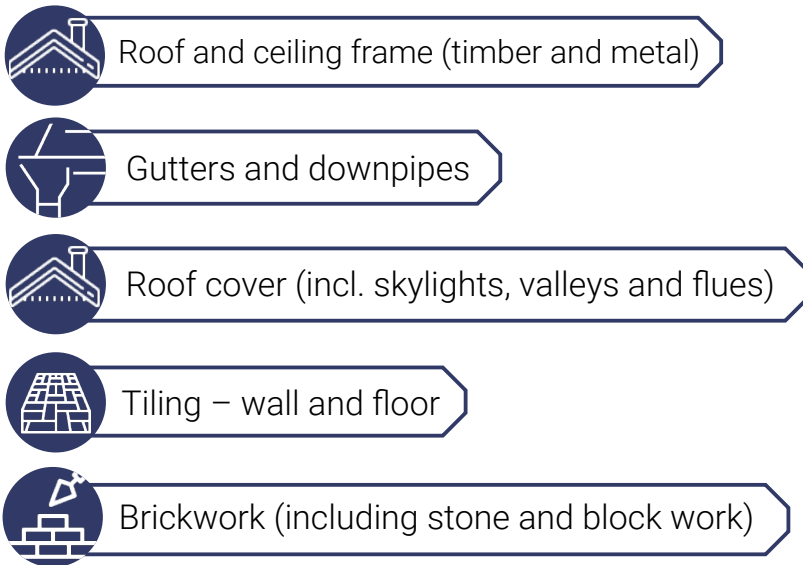 Roof and ceiling frame (timber and metal)
Gutters and downpipes
Roof cover (incl. skylights, valleys and flues)
Tiling – wall and floor
Brickwork (including stone and block work)